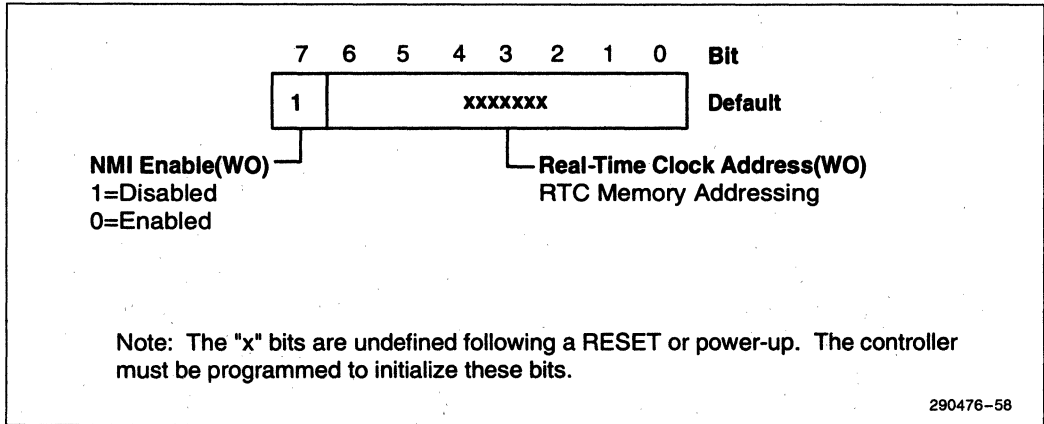 7 6 5 4 3 2 1 0 Bit
1 xxxxxxx Default
NMI Enable(WO)
1=Disabled
0=Enabled
Real-Time Clock Address(WO)
RTC Memory Addressing
Note: The "x" bits are undefined following a RESET or power-up. The controller
must be programmed to initialize these bits.
290476-58